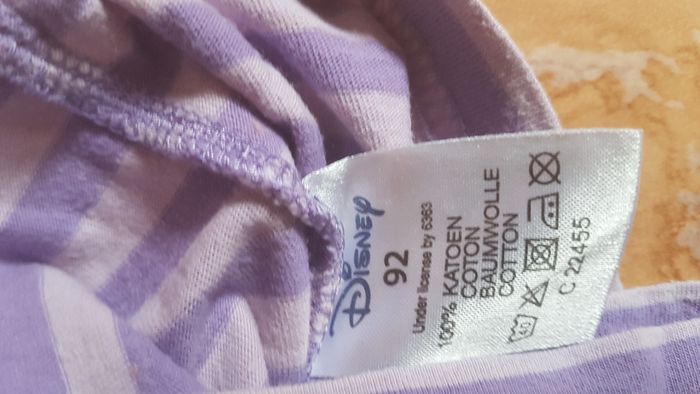 DISNEY
92
Under license by 6363
100% KATOEN
COTON
BAUMWOLLE
COTTON
C 22455